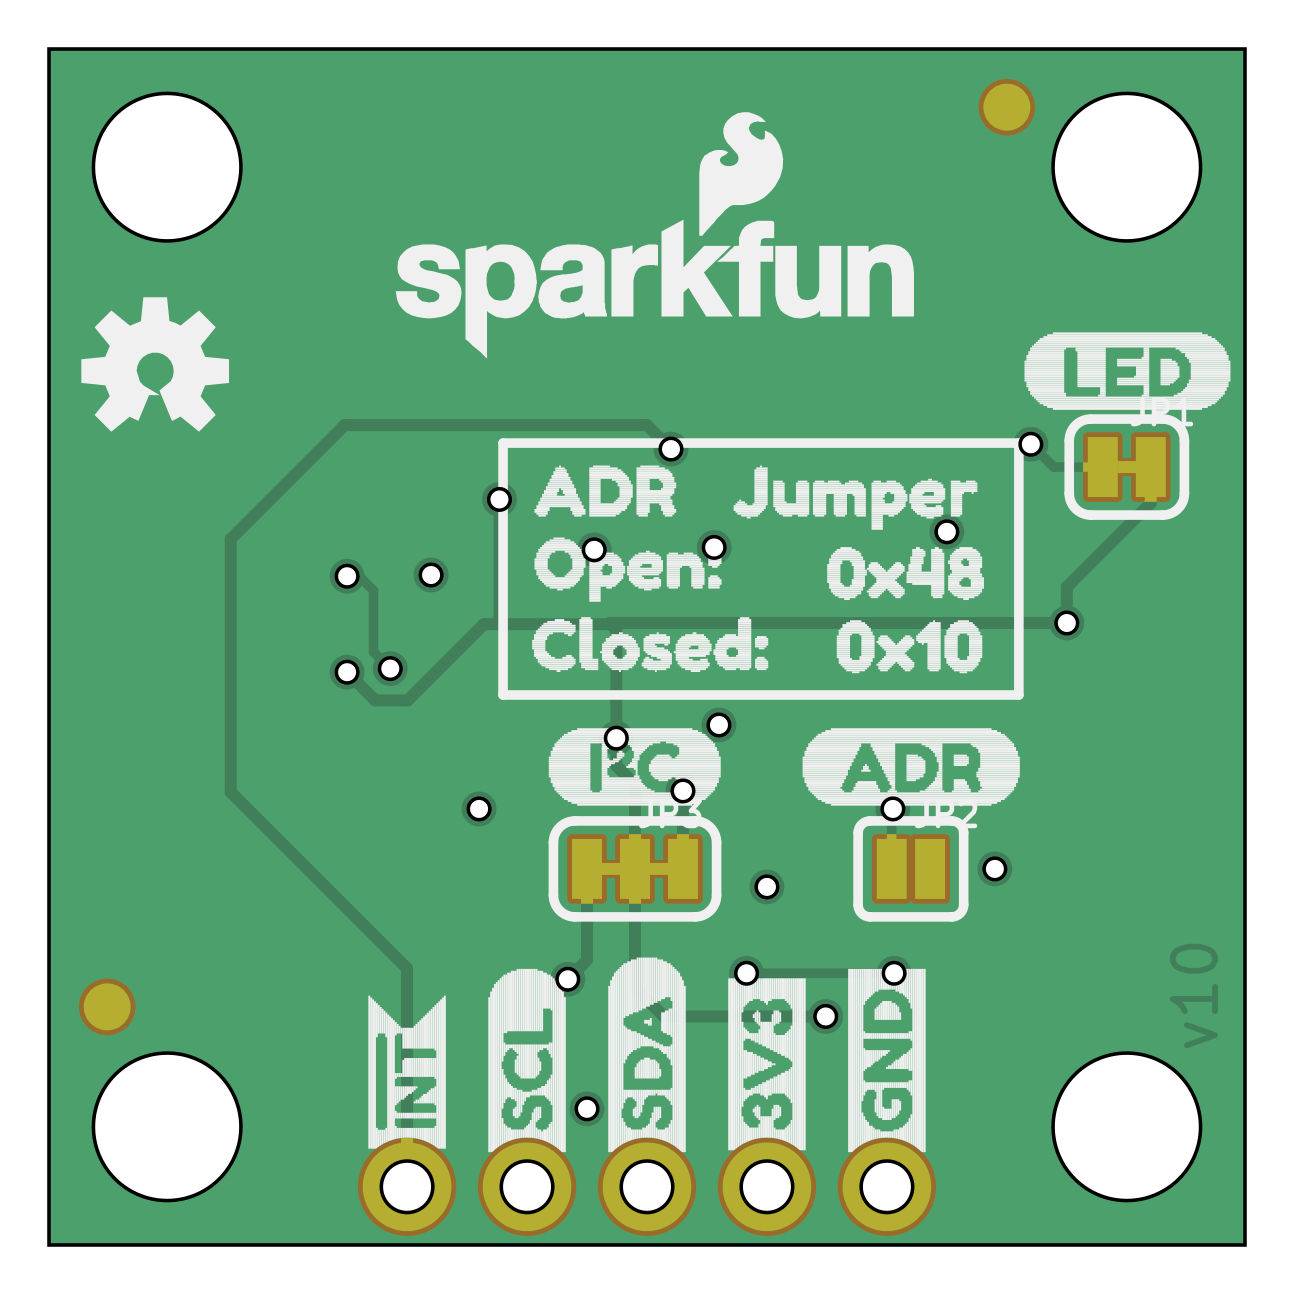 sparkfun
LED
JP1
ADR Jumper
Open: 0x48
Closed: 0x10
I²C
ADR
JP3
JP2
v10
INT
SCL
SDA
3V3
GND